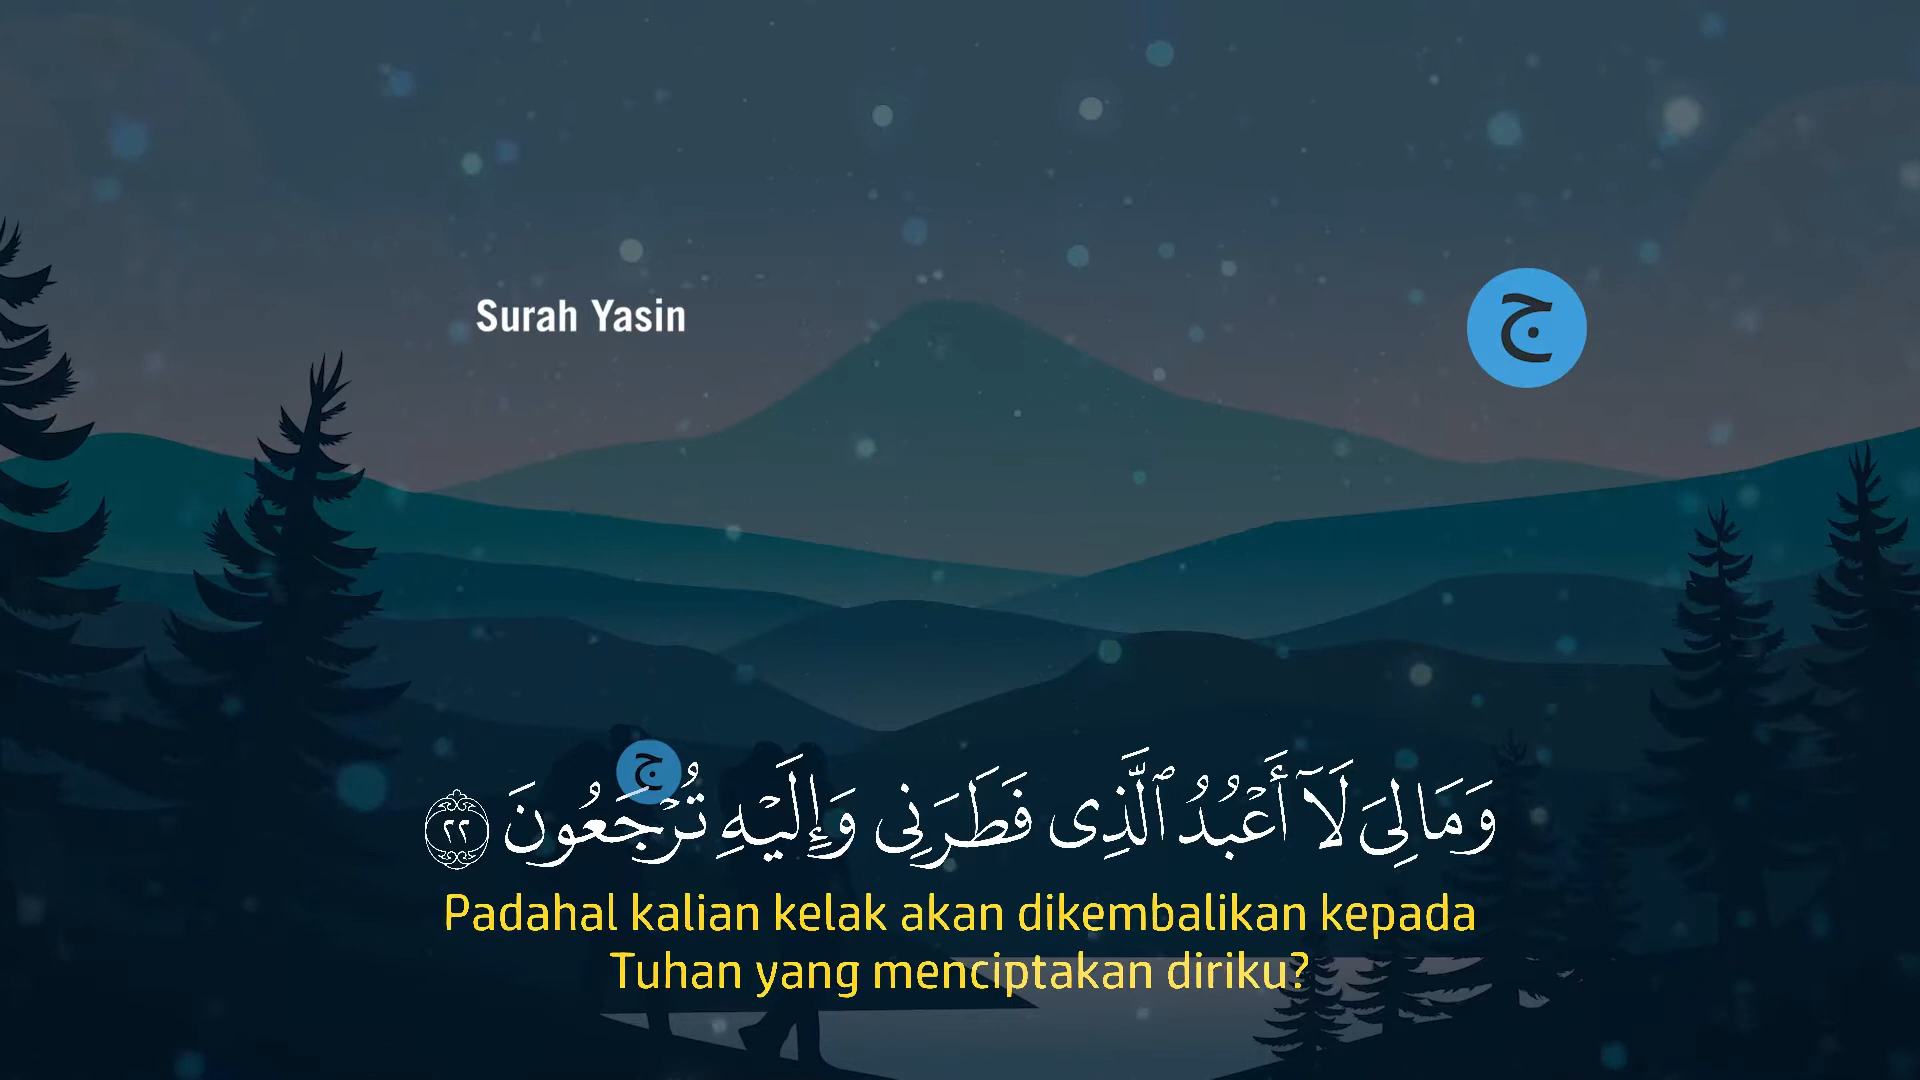 Surah Yasin
ج
ج
وَمَا لِىَ لَآ أَعْبُدُ ٱلَّذِى فَطَرَنِى وَإِلَيْهِ تُرْجَعُونَ ٢٢
Padahal kalian kelak akan dikembalikan kepada
Tuhan yang menciptakan diriku?